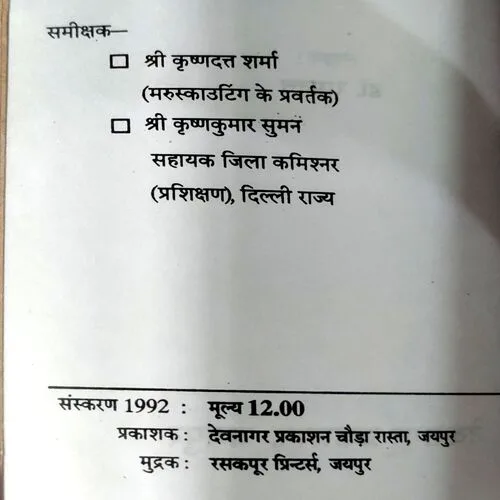 समीक्षक—
□ श्री कृष्णदत्त शर्मा
(मरुस्काउटिंग के प्रवर्तक)
□ श्री कृष्णकुमार सुमन
सहायक जिला कमिश्नर
(प्रशिक्षण), दिल्ली राज्य
संस्करण 1992 : मूल्य 12.00
प्रकाशक : देवनागर प्रकाशन चौड़ा रास्ता, जयपुर
मुद्रक : रसकपूर प्रिन्टर्स, जयपुर